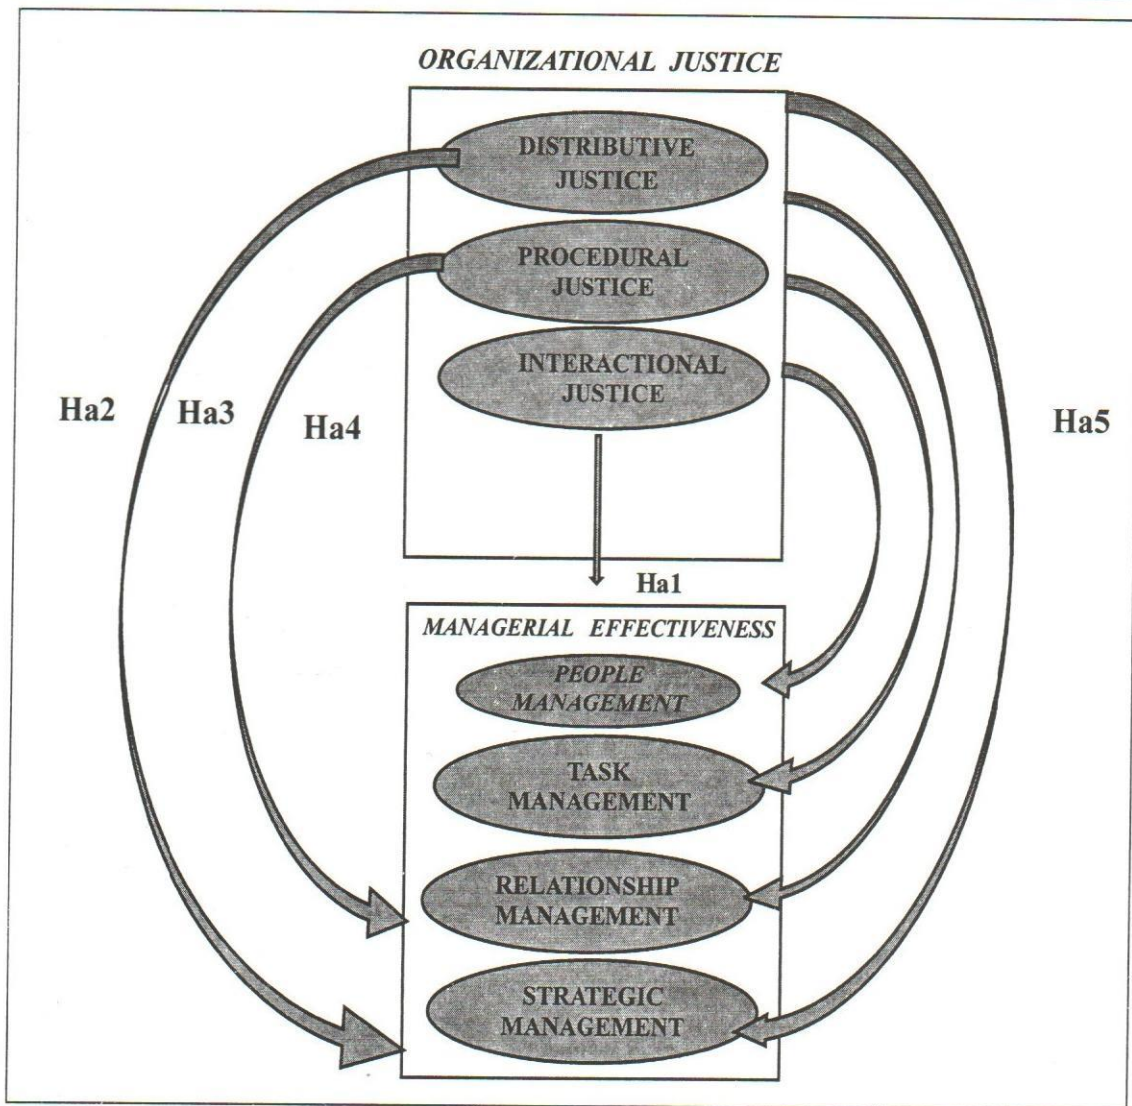 ORGANIZATIONAL JUSTICE
DISTRIBUTIVE
JUSTICE
PROCEDURAL
JUSTICE
INTERACTIONAL
JUSTICE
Ha2
Ha3
Ha4
Ha5
Ha1
MANAGERIAL EFFECTIVENESS
PEOPLE
MANAGEMENT
TASK
MANAGEMENT
RELATIONSHIP
MANAGEMENT
STRATEGIC
MANAGEMENT